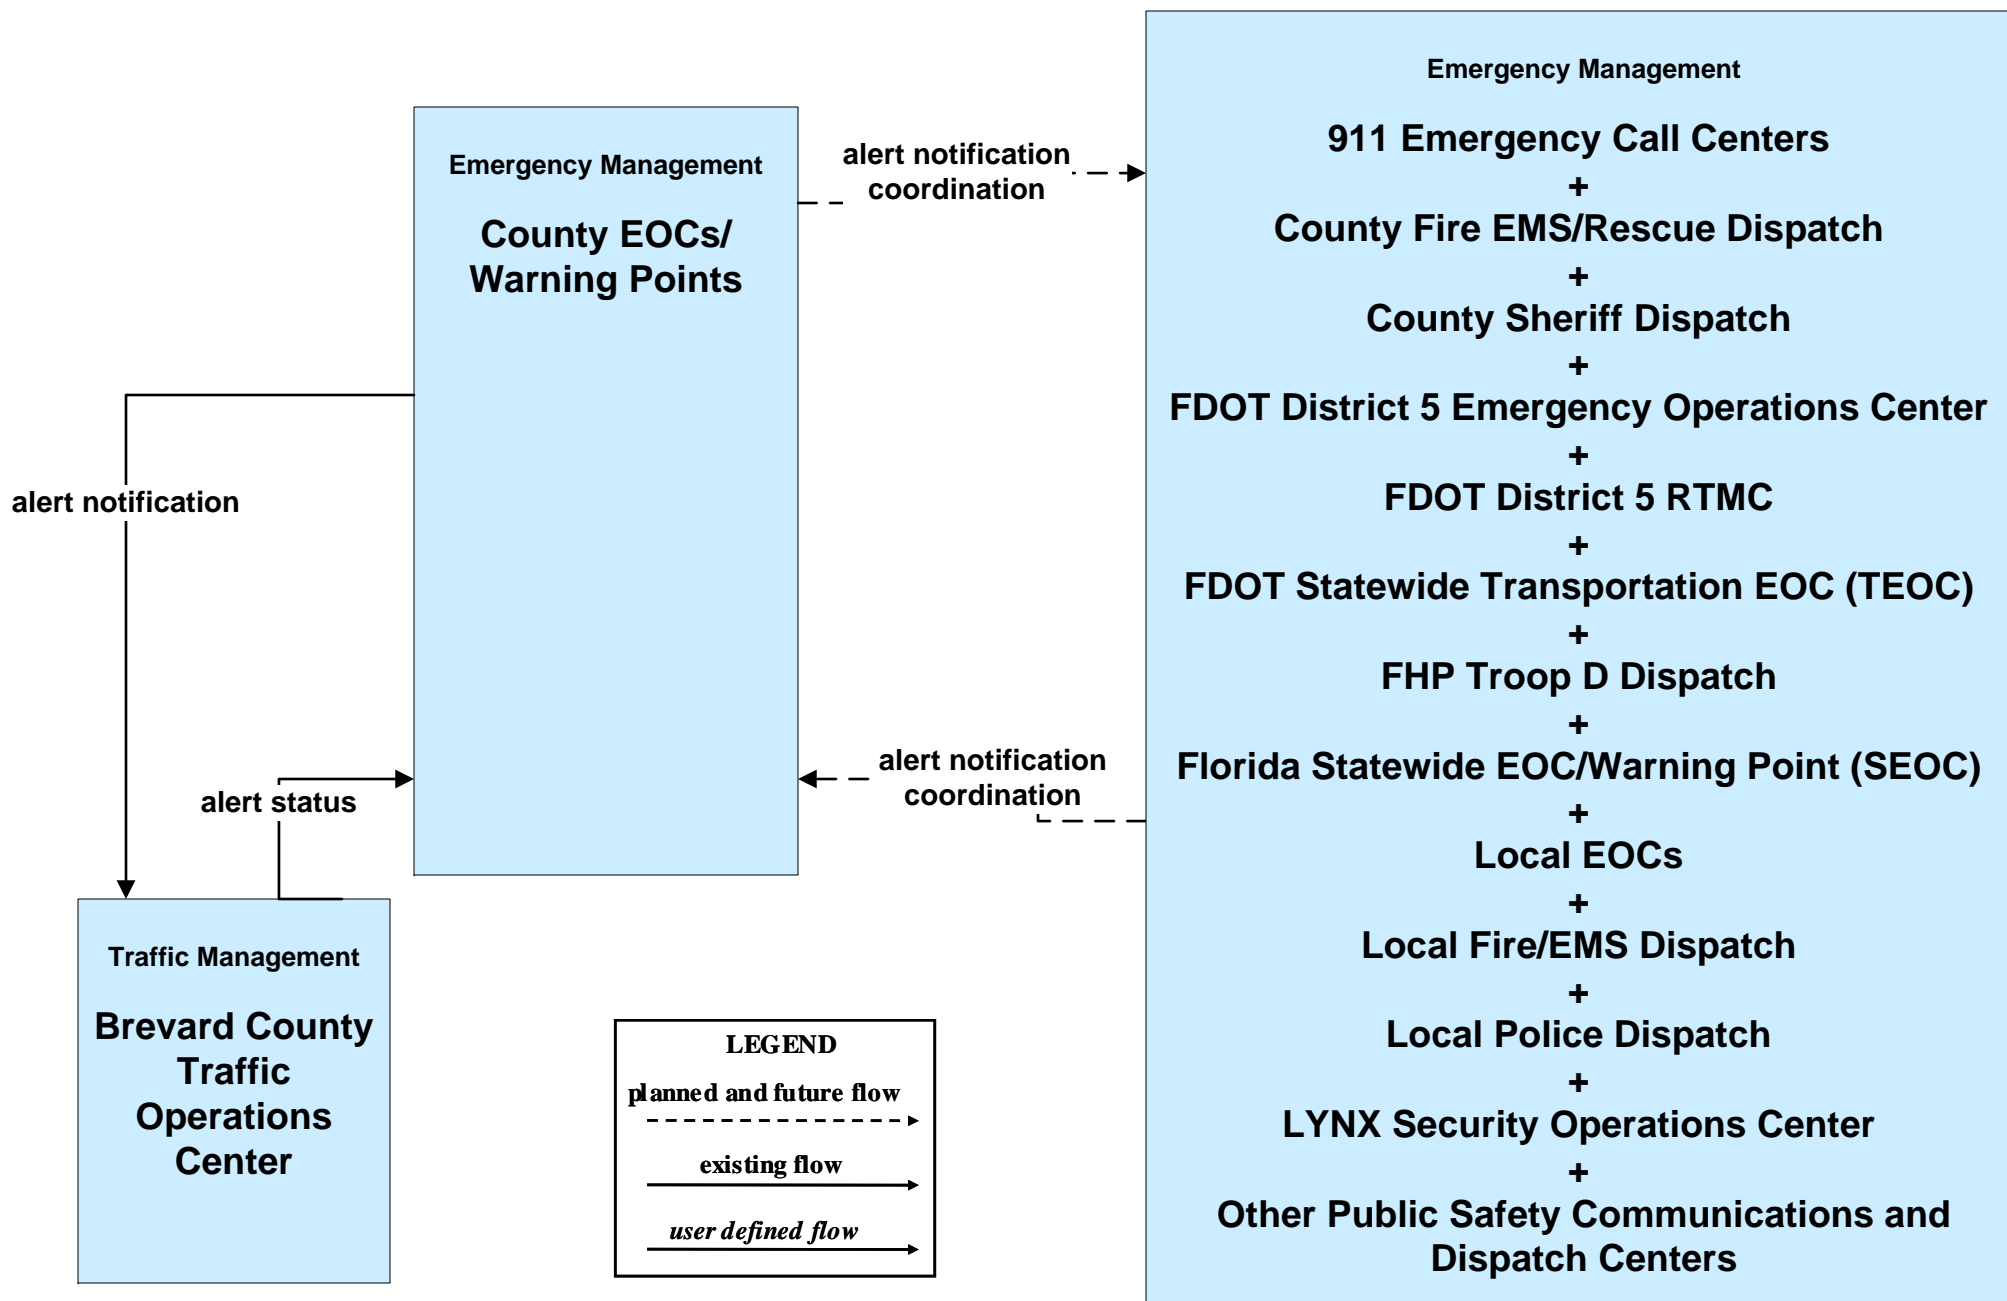 Emergency Management
County EOCs/
Warning Points
alert notification
coordination
alert notification
alert status
alert notification
coordination
Traffic Management
Brevard County
Traffic
Operations
Center
LEGEND
planned and future flow
existing flow
user defined flow
Emergency Management
911 Emergency Call Centers
+
County Fire EMS/Rescue Dispatch
+
County Sheriff Dispatch
+
FDOT District 5 Emergency Operations Center
+
FDOT District 5 RTMC
+
FDOT Statewide Transportation EOC (TEOC)
+
FHP Troop D Dispatch
+
Florida Statewide EOC/Warning Point (SEOC)
+
Local EOCs
+
Local Fire/EMS Dispatch
+
Local Police Dispatch
+
LYNX Security Operations Center
+
Other Public Safety Communications and
Dispatch Centers